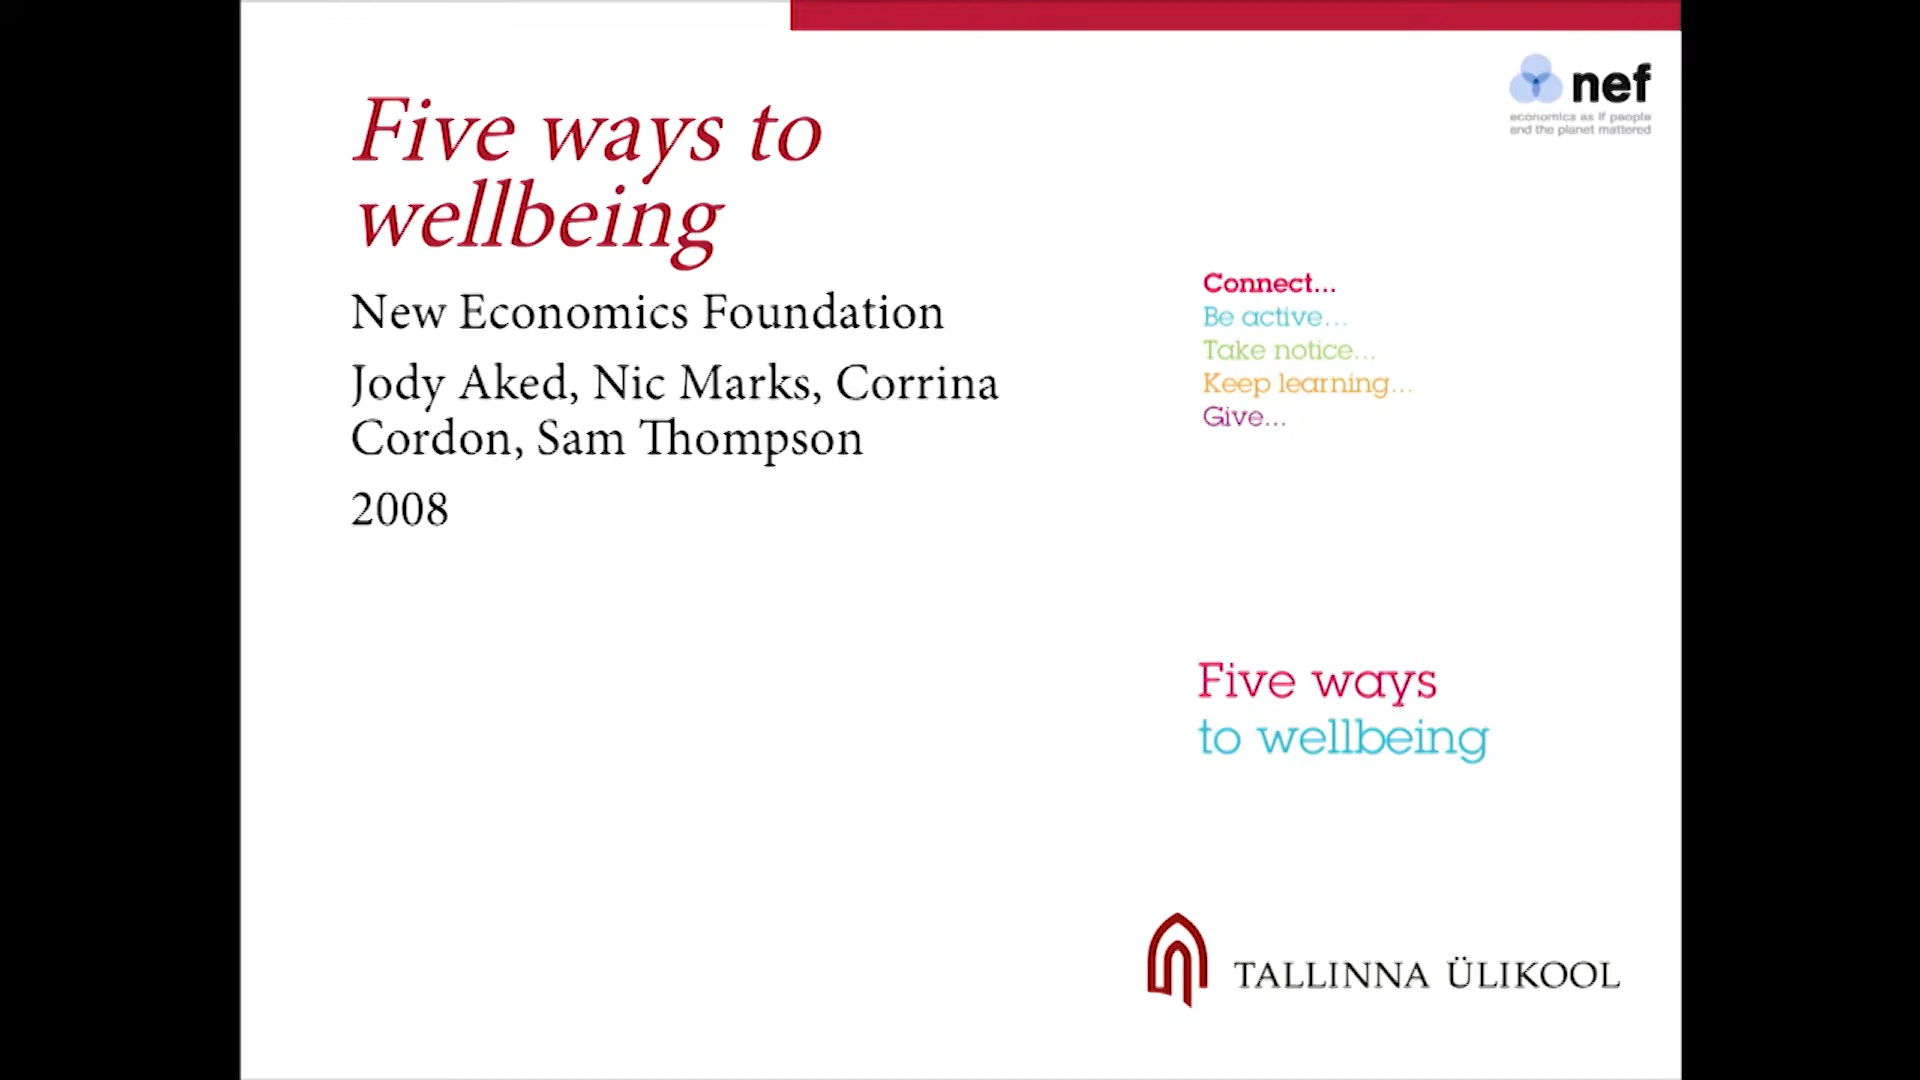 Five ways to
wellbeing
New Economics Foundation
Jody Aked, Nic Marks, Corrina
Cordon, Sam Thompson
2008
nef
economics as if people
and the planet mattered
Connect...
Be active...
Take notice...
Keep learning...
Give...
Five ways
to wellbeing
TALLINNA ÜLIKOOL